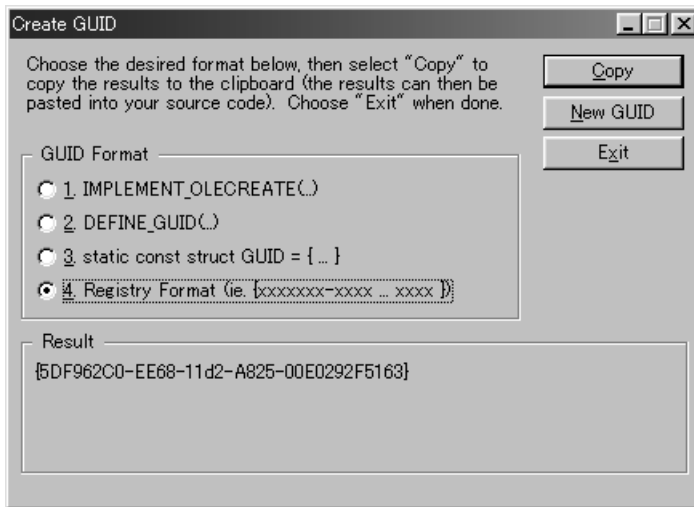 Create GUID
Choose the desired format below, then select "Copy" to
copy the results to the clipboard (the results can then be
pasted into your source code). Choose "Exit" when done.
Copy
New GUID
Exit
GUID Format
1. IMPLEMENT_OLECREATE(...)
2. DEFINE_GUID(...)
3. static const struct GUID = { ... }
4. Registry Format (ie. {xxxxxxx-xxxx ... xxxx })
Result
{5DF962C0-EE68-11d2-A825-00E0292F5163}